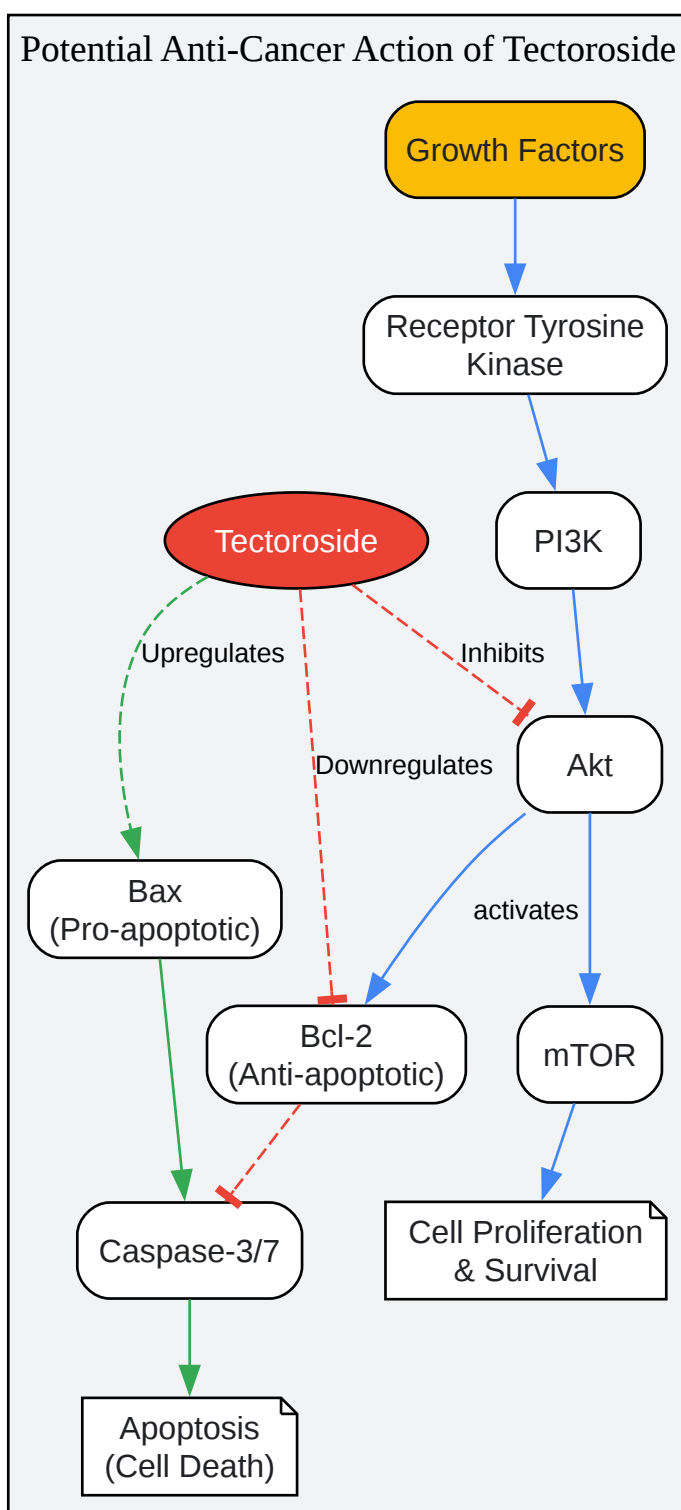 Potential Anti-Cancer Action of Tectoroside
Growth Factors
Receptor Tyrosine
Kinase
Tectoroside
PI3K
Upregulates
Inhibits
Downregulates
Akt
Bax
(Pro-apoptotic)
activates
Bcl-2
(Anti-apoptotic)
mTOR
Caspase-3/7
Cell Proliferation
& Survival
Apoptosis
(Cell Death)